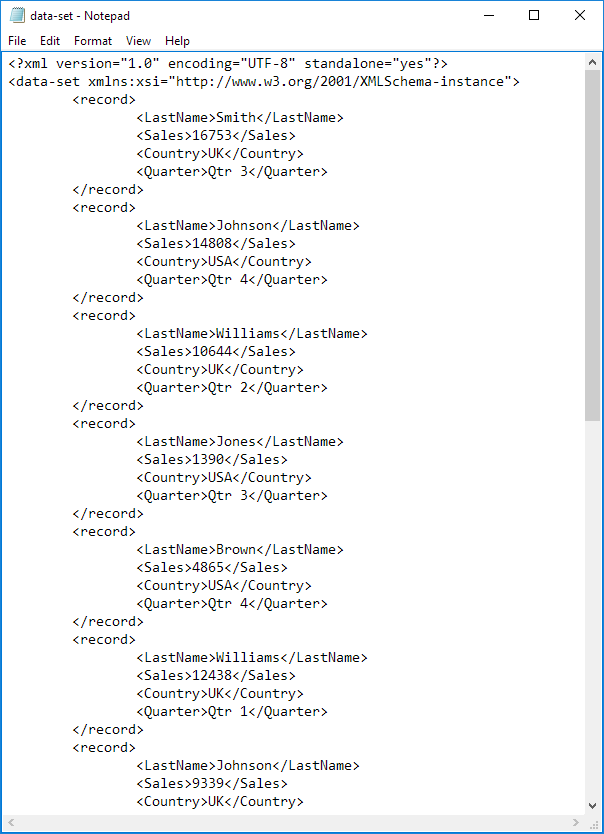 data-set - Notepad
File Edit Format View Help
<?xml version="1.0" encoding="UTF-8" standalone="yes"?>
<data-set xmlns:xsi="http://www.w3.org/2001/XMLSchema-instance">
<record>
<LastName>Smith</LastName>
<Sales>16753</Sales>
<Country>UK</Country>
<Quarter>Qtr 3</Quarter>
</record>
<record>
<LastName>Johnson</LastName>
<Sales>14808</Sales>
<Country>USA</Country>
<Quarter>Qtr 4</Quarter>
</record>
<record>
<LastName>Williams</LastName>
<Sales>10644</Sales>
<Country>UK</Country>
<Quarter>Qtr 2</Quarter>
</record>
<record>
<LastName>Jones</LastName>
<Sales>1390</Sales>
<Country>USA</Country>
<Quarter>Qtr 3</Quarter>
</record>
<record>
<LastName>Brown</LastName>
<Sales>4865</Sales>
<Country>USA</Country>
<Quarter>Qtr 4</Quarter>
</record>
<record>
<LastName>Williams</LastName>
<Sales>12438</Sales>
<Country>UK</Country>
<Quarter>Qtr 1</Quarter>
</record>
<record>
<LastName>Johnson</LastName>
<Sales>9339</Sales>
<Country>UK</Country>